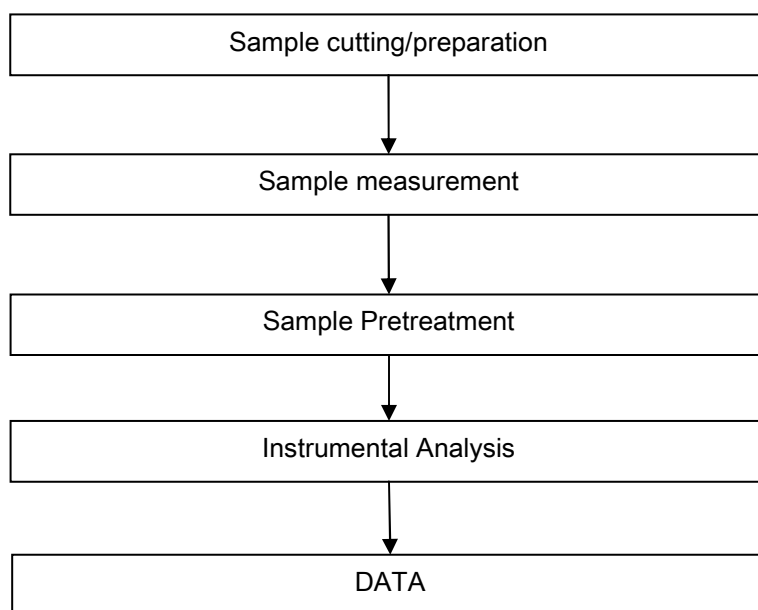 Sample cutting/preparation
Sample measurement
Sample Pretreatment
Instrumental Analysis
DATA